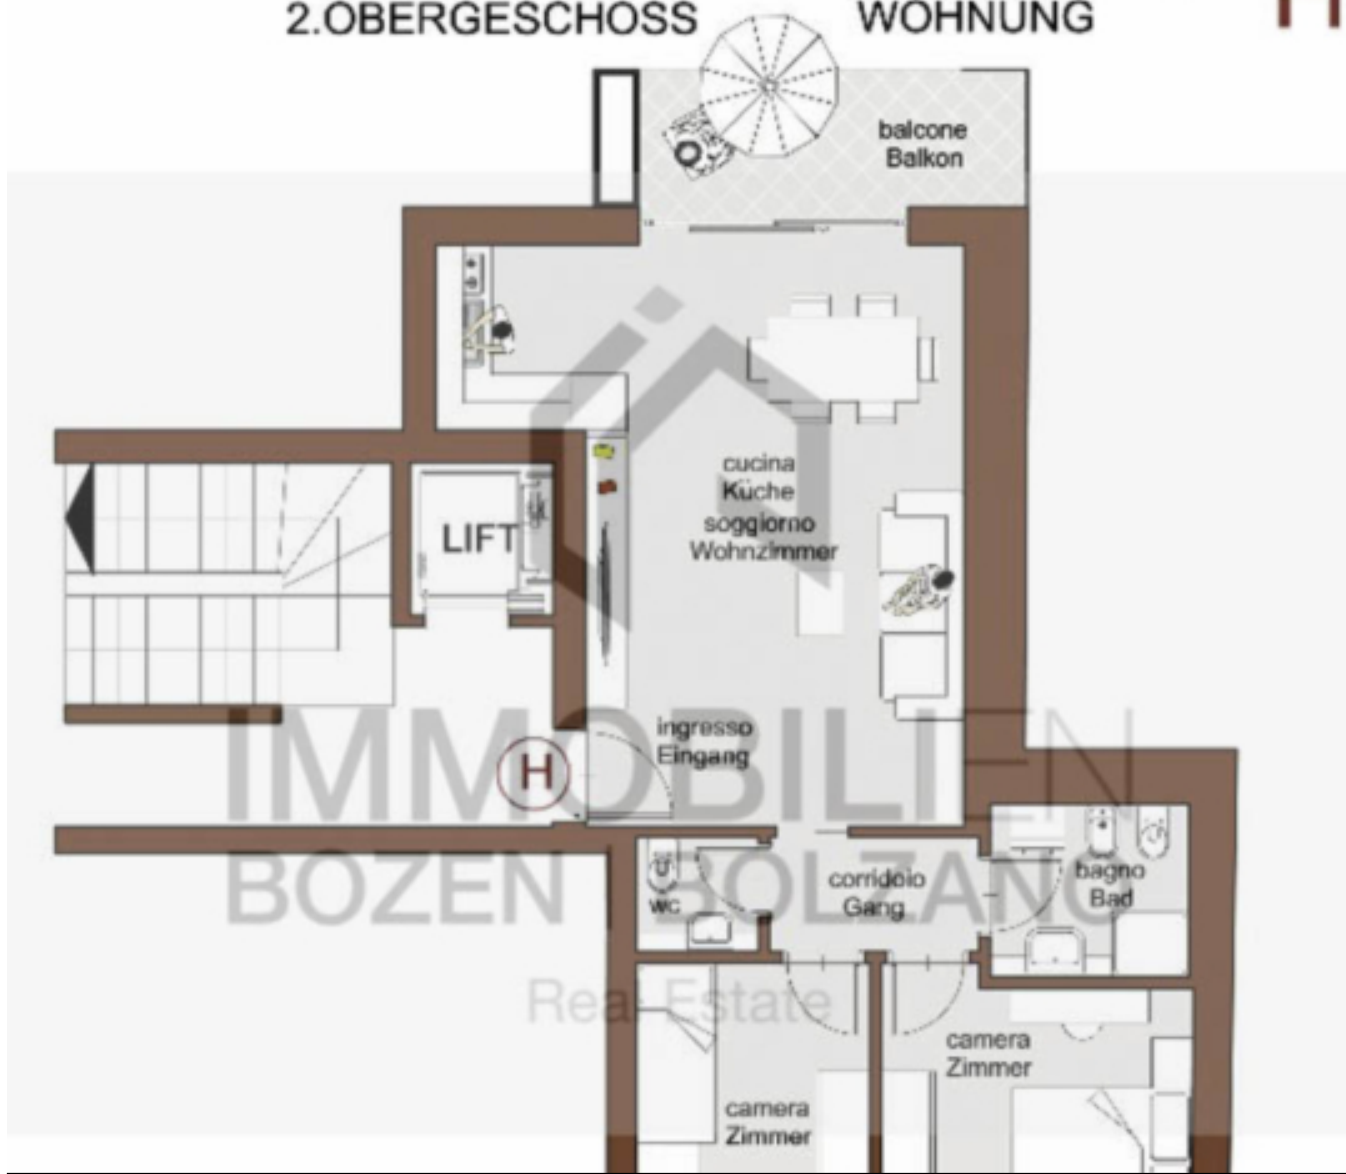 2.OBERGESCHOSS WOHNUNG H
balcone
Balkon
cucina
Küche
soggiorno
Wohnzimmer
LIFT
ingresso
Eingang
H
IMMOBILIEN
BOZEN BOLZANO
Real Estate
WC
corridoio
Gang
bagno
Bad
camera
Zimmer
camera
Zimmer